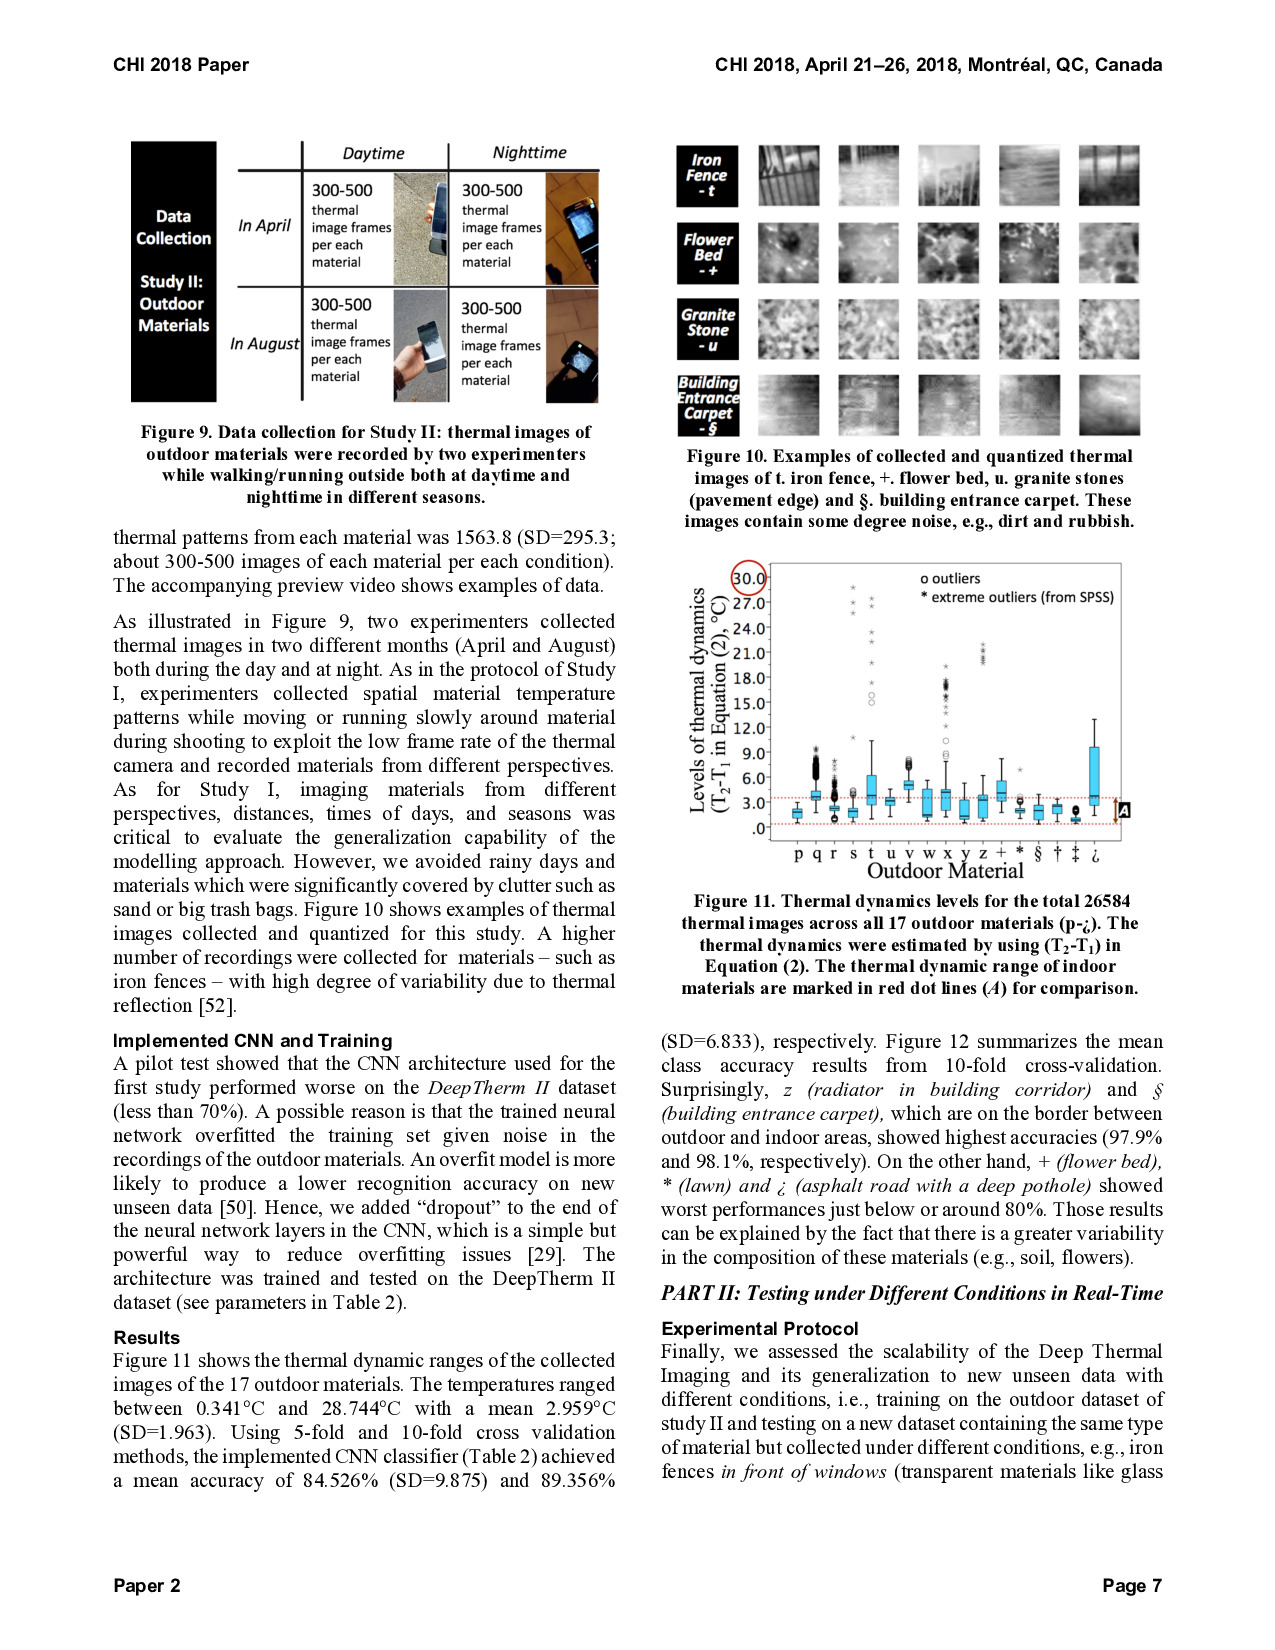 CHI 2018 Paper
CHI 2018, April 21–26, 2018, Montréal, QC, Canada
Data
Collection
Study II:
Outdoor
Materials
Daytime
Nighttime
In April
300-500
thermal
image frames
per each
material
300-500
thermal
image frames
per each
material
In August
300-500
thermal
image frames
per each
material
300-500
thermal
image frames
per each
material
Figure 9. Data collection for Study II: thermal images of
outdoor materials were recorded by two experimenters
while walking/running outside both at daytime and
nighttime in different seasons.
thermal patterns from each material was 1563.8 (SD=295.3;
about 300-500 images of each material per each condition).
The accompanying preview video shows examples of data.
As illustrated in Figure 9, two experimenters collected
thermal images in two different months (April and August)
both during the day and at night. As in the protocol of Study
I, experimenters collected spatial material temperature
patterns while moving or running slowly around material
during shooting to exploit the low frame rate of the thermal
camera and recorded materials from different perspectives.
As for Study I, imaging materials from different
perspectives, distances, times of days, and seasons was
critical to evaluate the generalization capability of the
modelling approach. However, we avoided rainy days and
materials which were significantly covered by clutter such as
sand or big trash bags. Figure 10 shows examples of thermal
images collected and quantized for this study. A higher
number of recordings were collected for materials – such as
iron fences – with high degree of variability due to thermal
reflection [52].
Implemented CNN and Training
A pilot test showed that the CNN architecture used for the
first study performed worse on the DeepTherm II dataset
(less than 70%). A possible reason is that the trained neural
network overfitted the training set given noise in the
recordings of the outdoor materials. An overfit model is more
likely to produce a lower recognition accuracy on new
unseen data [50]. Hence, we added “dropout” to the end of
the neural network layers in the CNN, which is a simple but
powerful way to reduce overfitting issues [29]. The
architecture was trained and tested on the DeepTherm II
dataset (see parameters in Table 2).
Results
Figure 11 shows the thermal dynamic ranges of the collected
images of the 17 outdoor materials. The temperatures ranged
between 0.341°C and 28.744°C with a mean 2.959°C
(SD=1.963). Using 5-fold and 10-fold cross validation
methods, the implemented CNN classifier (Table 2) achieved
a mean accuracy of 84.526% (SD=9.875) and 89.356%
Iron
Fence
- t
Flower
Bed
- +
Granite
Stone
- u
Building
Entrance
Carpet
- §
Figure 10. Examples of collected and quantized thermal
images of t. iron fence, +. flower bed, u. granite stones
(pavement edge) and §. building entrance carpet. These
images contain some degree noise, e.g., dirt and rubbish.
Levels of thermal dynamics
(T2-T1 in Equation (2), °C)
30.0
27.0
24.0
21.0
18.0
15.0
12.0
9.0
6.0
3.0
.0
o outliers
* extreme outliers (from SPSS)
A
p q r s t u v w x y z + * § † ‡ ¿
Outdoor Material
Figure 11. Thermal dynamics levels for the total 26584
thermal images across all 17 outdoor materials (p-¿). The
thermal dynamics were estimated by using (T2-T1) in
Equation (2). The thermal dynamic range of indoor
materials are marked in red dot lines (A) for comparison.
(SD=6.833), respectively. Figure 12 summarizes the mean
class accuracy results from 10-fold cross-validation.
Surprisingly, z (radiator in building corridor) and §
(building entrance carpet), which are on the border between
outdoor and indoor areas, showed highest accuracies (97.9%
and 98.1%, respectively). On the other hand, + (flower bed),
* (lawn) and ¿ (asphalt road with a deep pothole) showed
worst performances just below or around 80%. Those results
can be explained by the fact that there is a greater variability
in the composition of these materials (e.g., soil, flowers).
PART II: Testing under Different Conditions in Real-Time
Experimental Protocol
Finally, we assessed the scalability of the Deep Thermal
Imaging and its generalization to new unseen data with
different conditions, i.e., training on the outdoor dataset of
study II and testing on a new dataset containing the same type
of material but collected under different conditions, e.g., iron
fences in front of windows (transparent materials like glass
Paper 2
Page 7